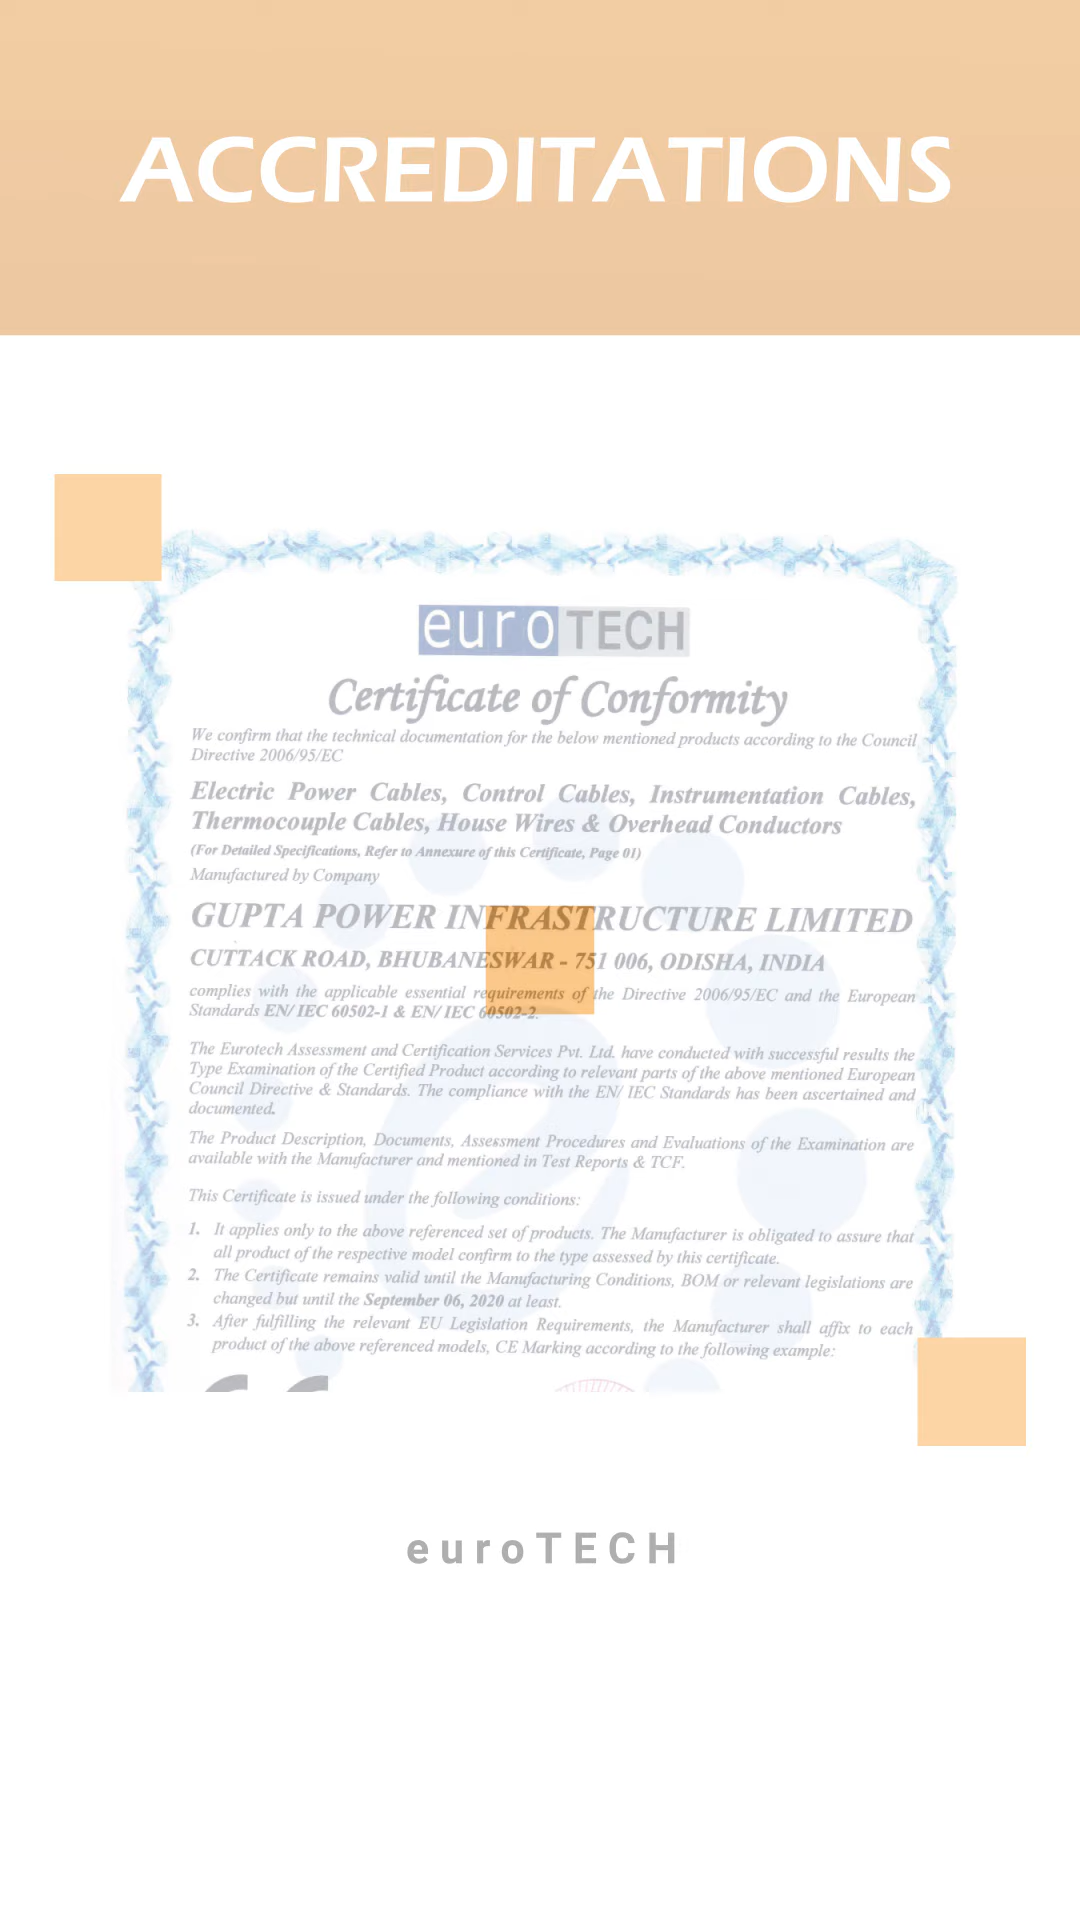 ACCREDITATIONS
euroTECH
Certificate of Conformity
We confirm that the technical documentation for the below mentioned products according to the Council
Directive 2006/95/EC
Electric Power Cables, Control Cables, Instrumentation Cables,
Thermocouple Cables, House Wires & Overhead Conductors
(For Detailed Specifications, Refer to Annexure of this Certificate, Page 01)
Manufactured by Company
GUPTA POWER INFRASTRUCTURE LIMITED
CUTTACK ROAD, BHUBANESWAR - 751 006, ODISHA, INDIA
complies with the applicable essential requirements of the Directive 2006/95/EC and the European
Standards EN/ IEC 60502-1 & EN/ IEC 60502-2.
The Eurotech Assessment and Certification Services Pvt. Ltd. have conducted with successful results the
Type Examination of the Certified Product according to relevant parts of the above mentioned European
Council Directive & Standards. The compliance with the EN/ IEC Standards has been ascertained and
documented.
The Product Description, Documents, Assessment Procedures and Evaluations of the Examination are
available with the Manufacturer and mentioned in Test Reports & TCF.
This Certificate is issued under the following conditions:
1. It applies only to the above referenced set of products. The Manufacturer is obligated to assure that
all product of the respective model confirm to the type assessed by this certificate.
2. The Certificate remains valid until the Manufacturing Conditions, BOM or relevant legislations are
changed but until the September 06, 2020 at least.
3. After fulfilling the relevant EU Legislation Requirements, the Manufacturer shall affix to each
product of the above referenced models, CE Marking according to the following example:
euroTECH